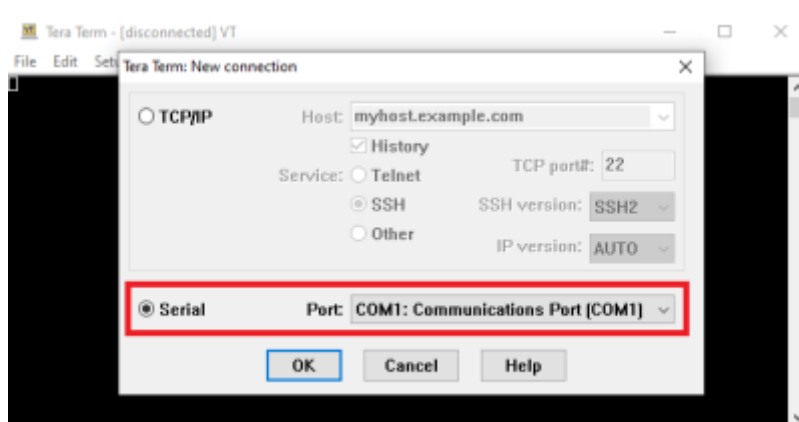 Tera Term - [disconnected] VT
File Edit Setu
Tera Term: New connection
TCP/IP Host: myhost.example.com
History
Service: Telnet TCP port#: 22
SSH SSH version: SSH2
Other IP version: AUTO
Serial Port: COM1: Communications Port (COM1)
OK Cancel Help